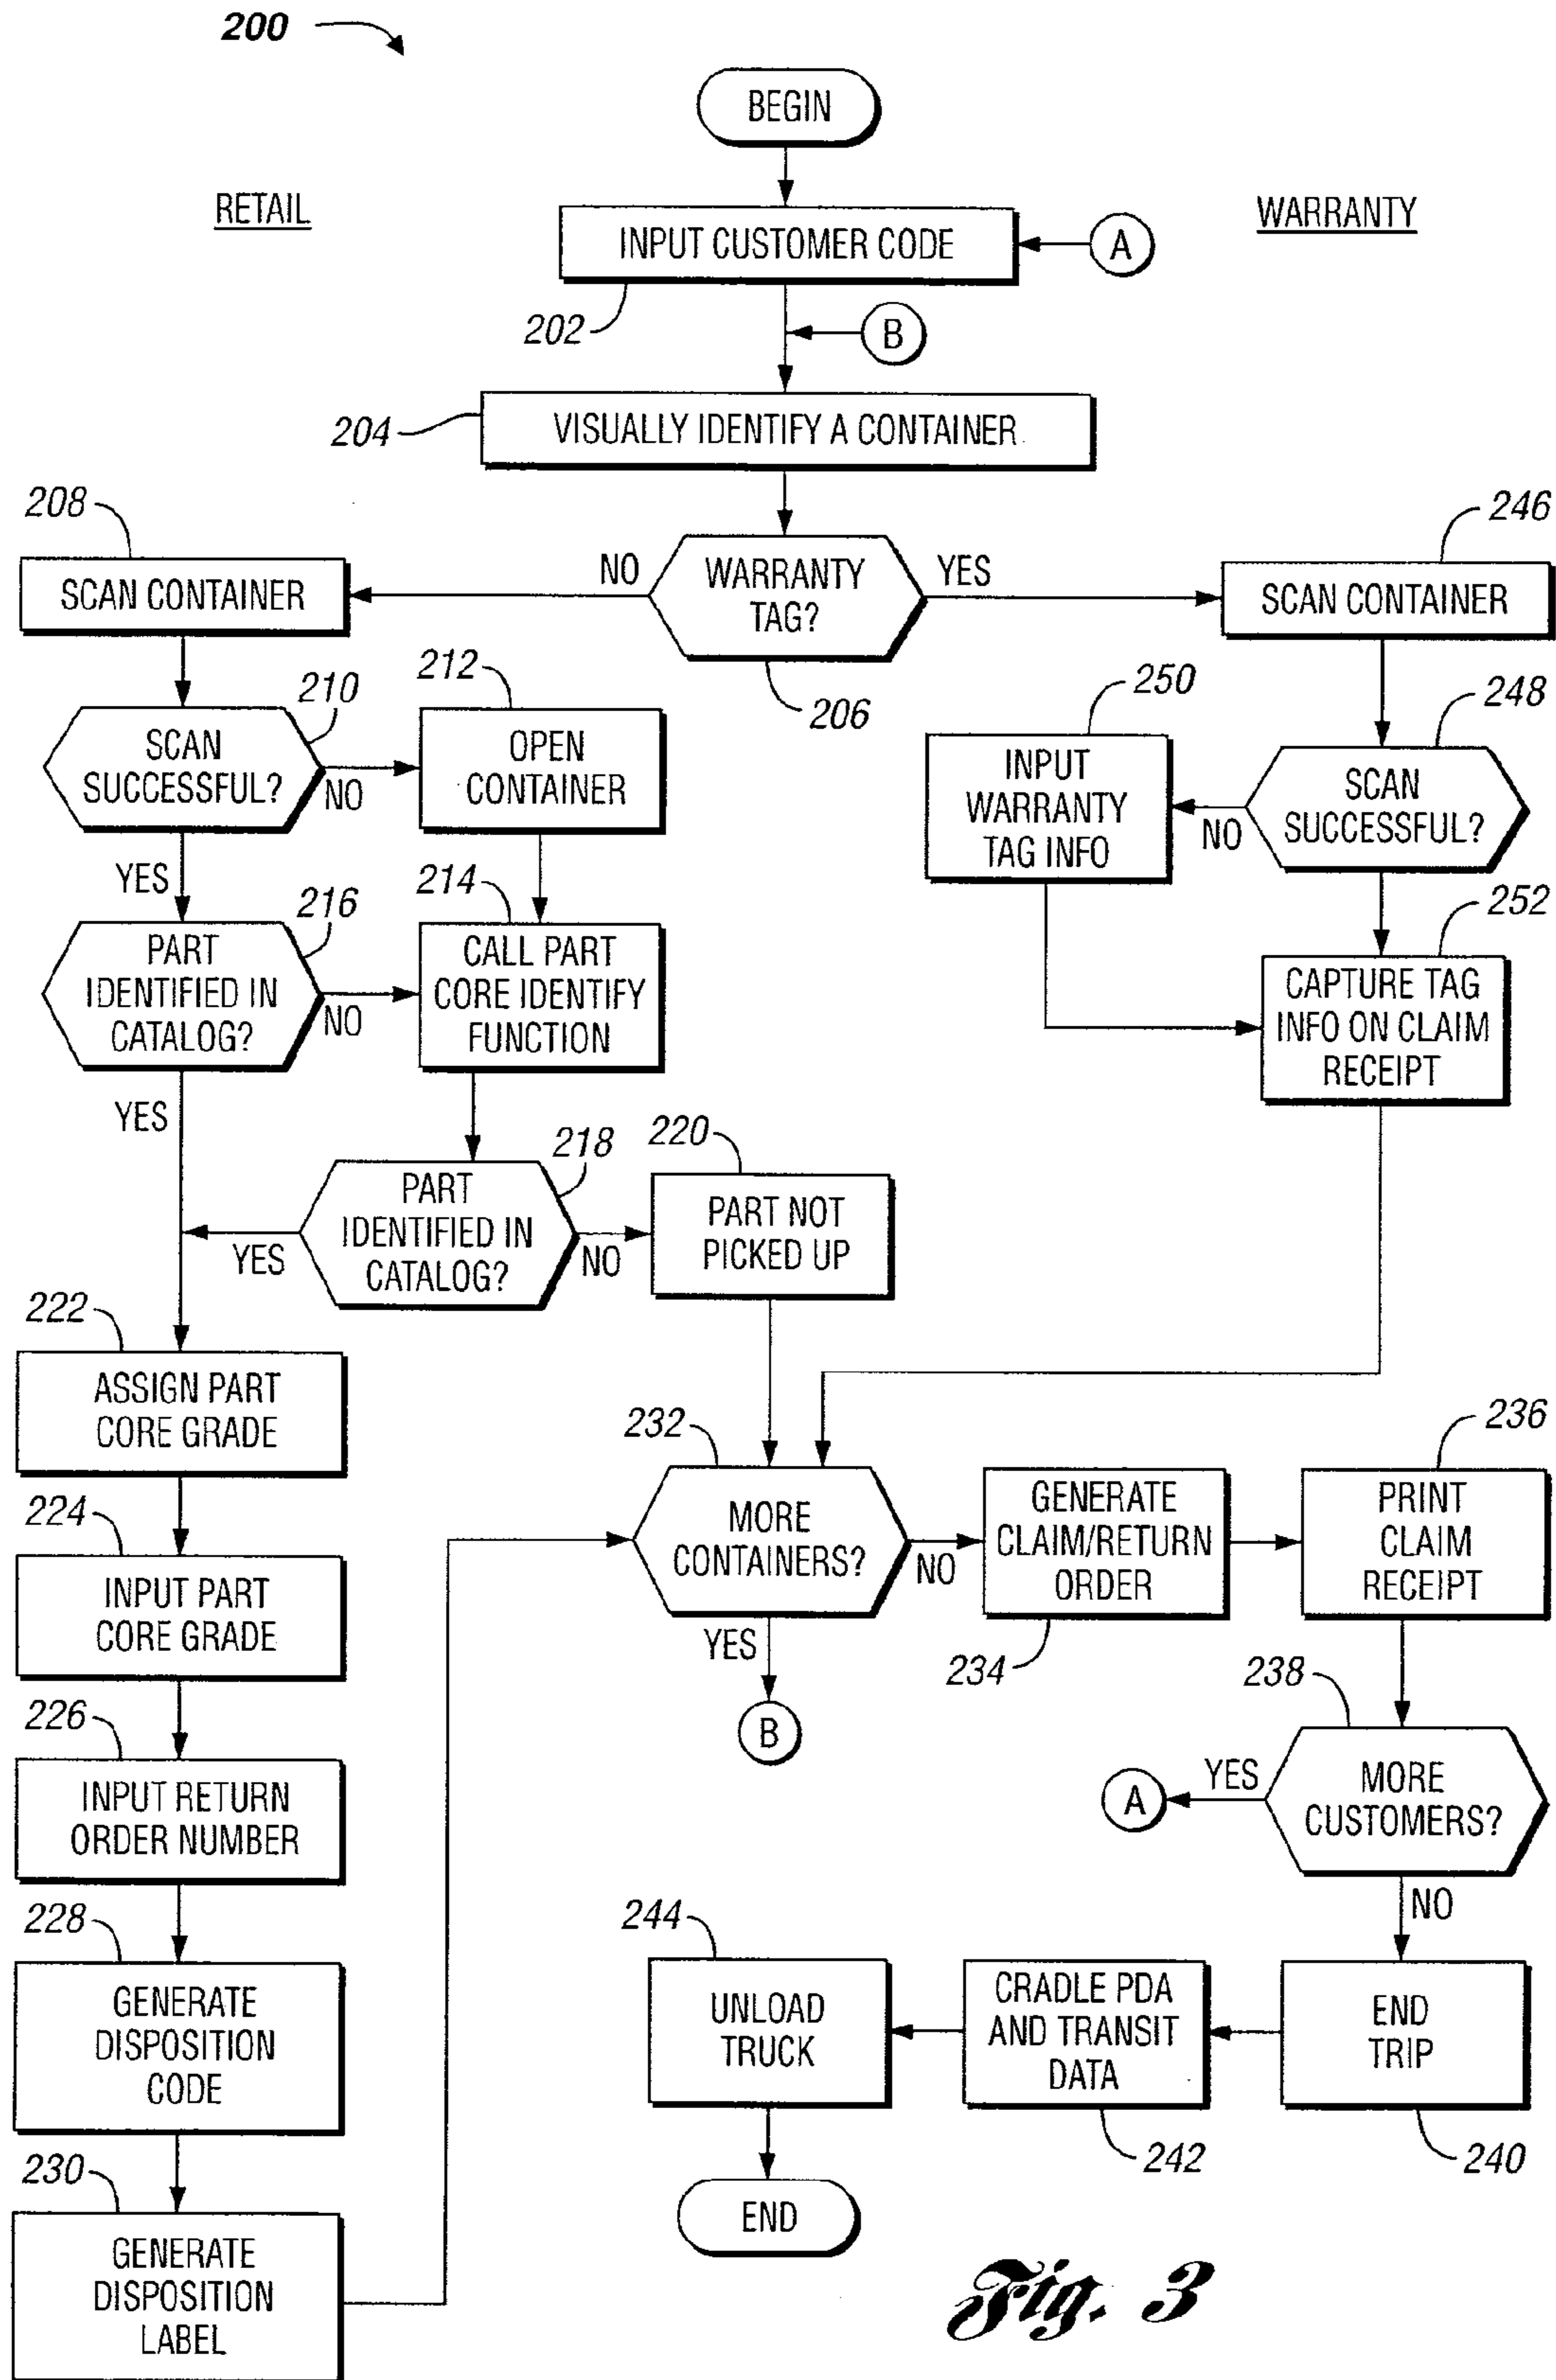 200
BEGIN
RETAIL
WARRANTY
INPUT CUSTOMER CODE
A
202
B
204
VISUALLY IDENTIFY A CONTAINER
208
246
NO
WARRANTY
TAG?
YES
SCAN CONTAINER
SCAN CONTAINER
206
210
212
250
248
SCAN
SUCCESSFUL?
NO
OPEN
CONTAINER
INPUT
WARRANTY
TAG INFO
NO
SCAN
SUCCESSFUL?
YES
216
214
252
PART
IDENTIFIED IN
CATALOG?
NO
CALL PART
CORE IDENTIFY
FUNCTION
CAPTURE TAG
INFO ON CLAIM
RECEIPT
YES
218
220
PART
IDENTIFIED IN
CATALOG?
YES
NO
PART NOT
PICKED UP
222
ASSIGN PART
CORE GRADE
232
236
MORE
CONTAINERS?
NO
GENERATE
CLAIM/RETURN
ORDER
PRINT
CLAIM
RECEIPT
224
INPUT PART
CORE GRADE
YES
234
238
B
226
INPUT RETURN
ORDER NUMBER
A
YES
MORE
CUSTOMERS?
NO
228
GENERATE
DISPOSITION
CODE
244
UNLOAD
TRUCK
CRADLE PDA
AND TRANSIT
DATA
END
TRIP
242
240
230
GENERATE
DISPOSITION
LABEL
END
Fig. 3